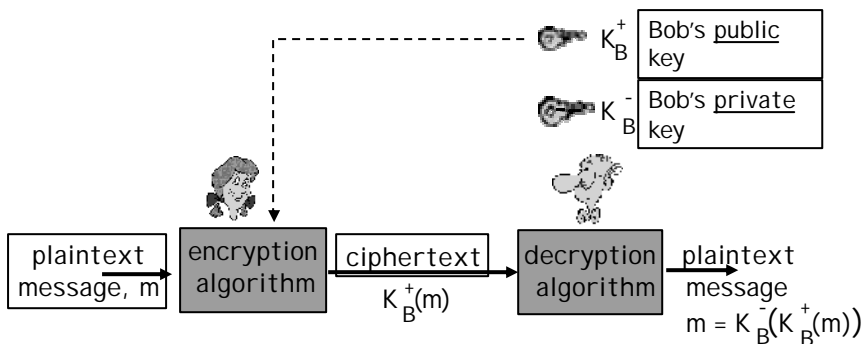 K_B^+ Bob's public
key
K_B^- Bob's private
key
plaintext
message, m
encryption
algorithm
ciphertext
K_B^+(m)
decryption
algorithm
plaintext
message
m = K_B^-(K_B^+(m))